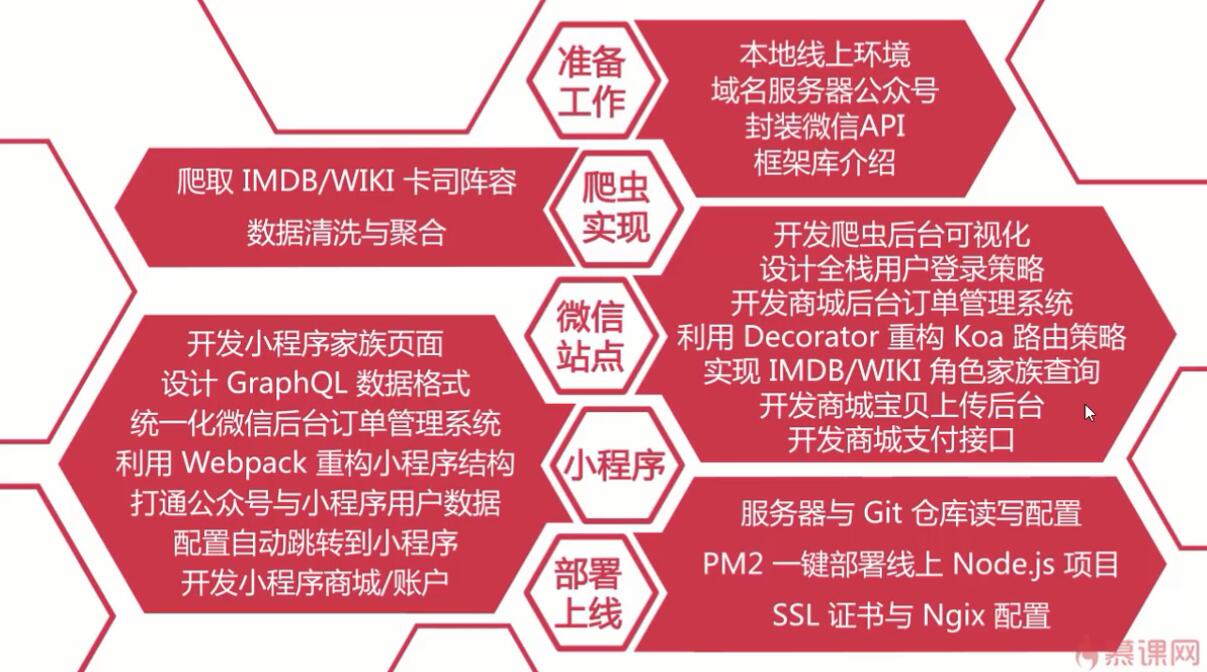 准备
工作
本地线上环境
域名服务器公众号
封装微信API
框架库介绍
爬虫
实现
爬取 IMDB/WIKI 卡司阵容
数据清洗与聚合
微信
站点
开发爬虫后台可视化
设计全栈用户登录策略
开发商城后台订单管理系统
利用 Decorator 重构 Koa 路由策略
实现 IMDB/WIKI 角色家族查询
开发商城宝贝上传后台
开发商城支付接口
小程序
开发小程序家族页面
设计 GraphQL 数据格式
统一化微信后台订单管理系统
利用 Webpack 重构小程序结构
打通公众号与小程序用户数据
配置自动跳转到小程序
开发小程序商城/账户
部署
上线
服务器与 Git 仓库读写配置
PM2 一键部署线上 Node.js 项目
SSL 证书与 Ngix 配置
慕课网